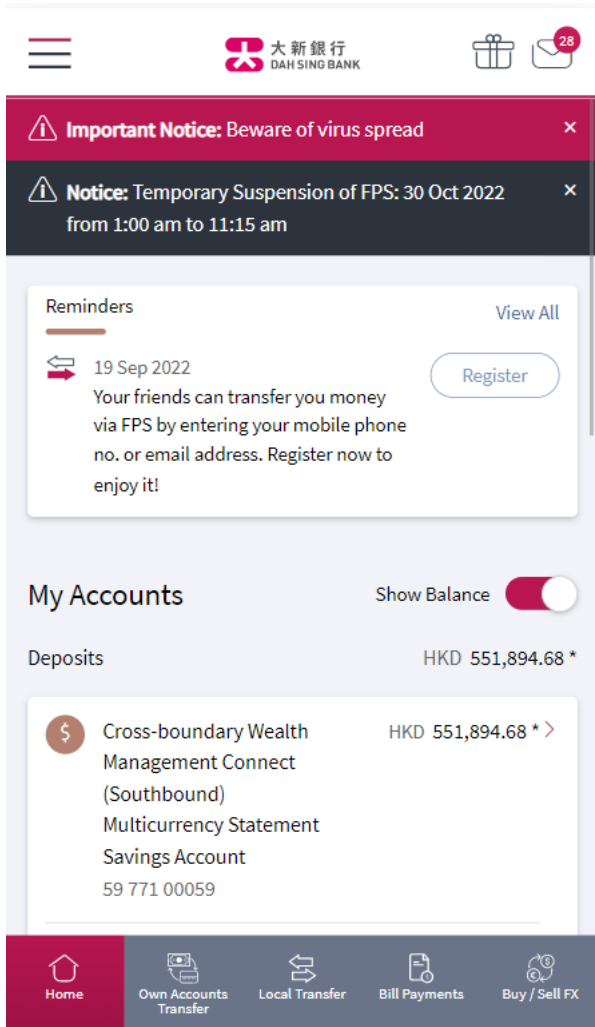 大新銀行
DAH SING BANK
28
Important Notice: Beware of virus spread
×
Notice: Temporary Suspension of FPS: 30 Oct 2022
×
from 1:00 am to 11:15 am
Reminders
View All
19 Sep 2022
Register
Your friends can transfer you money
via FPS by entering your mobile phone
no. or email address. Register now to
enjoy it!
My Accounts
Show Balance
Deposits
HKD 551,894.68 *
$
Cross-boundary Wealth
HKD 551,894.68 * >
Management Connect
(Southbound)
Multicurrency Statement
Savings Account
59 771 00059
Home
Own Accounts
Transfer
Local Transfer
Bill Payments
Buy / Sell FX